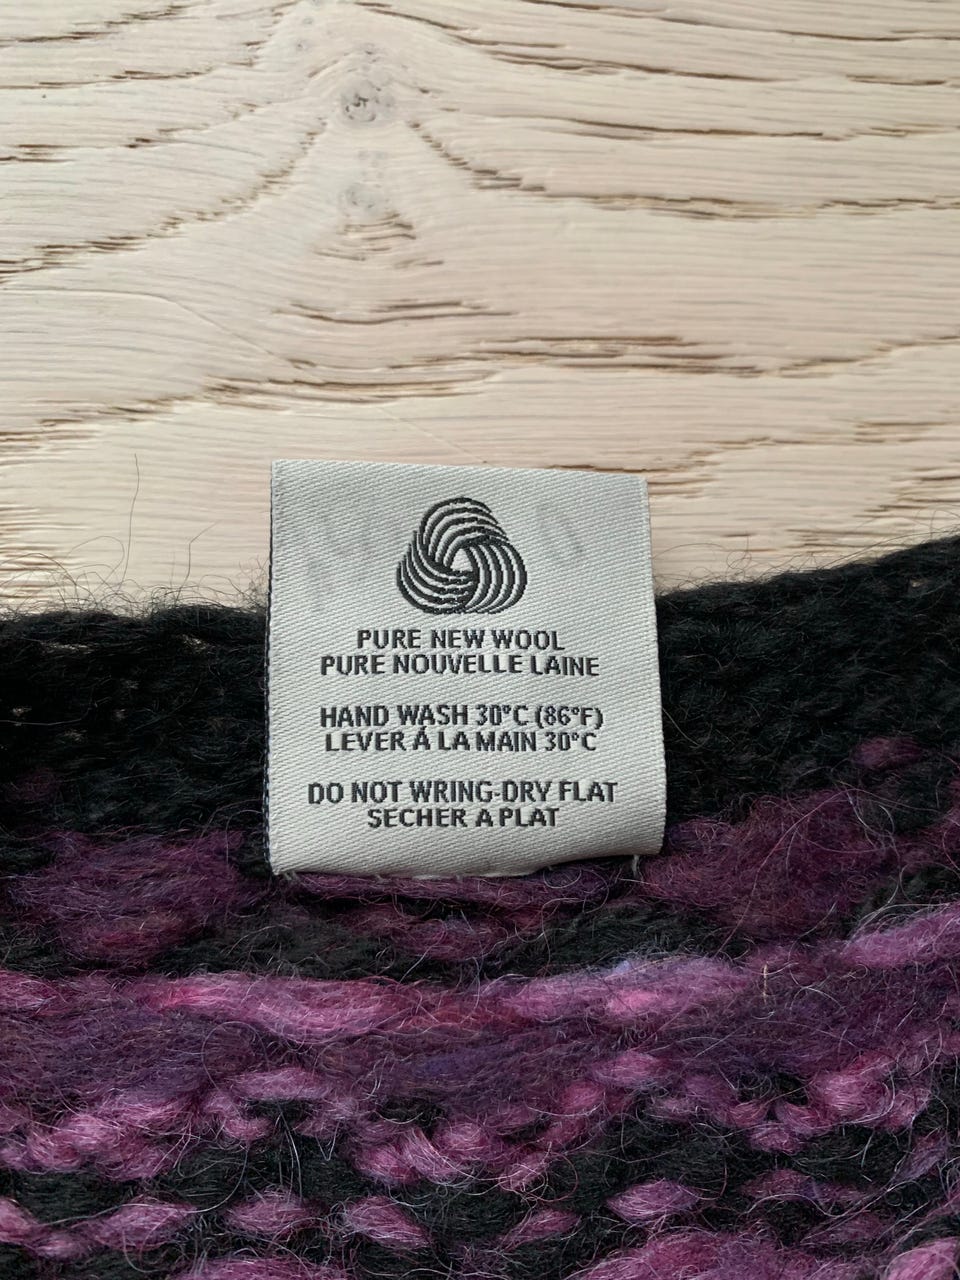 PURE NEW WOOL
PURE NOUVELLE LAINE
HAND WASH 30°C (86°F)
LEVER Á LA MAIN 30°C
DO NOT WRING-DRY FLAT
SECHER A PLAT